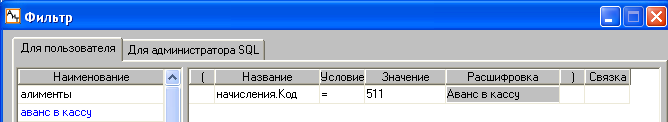 Фильтр
Для пользователя Для администратора SQL
Наименование ( Название Условие Значение Расшифровка ) Связка
алименты начисления.Код = 511 Аванс в кассу
аванс в кассу